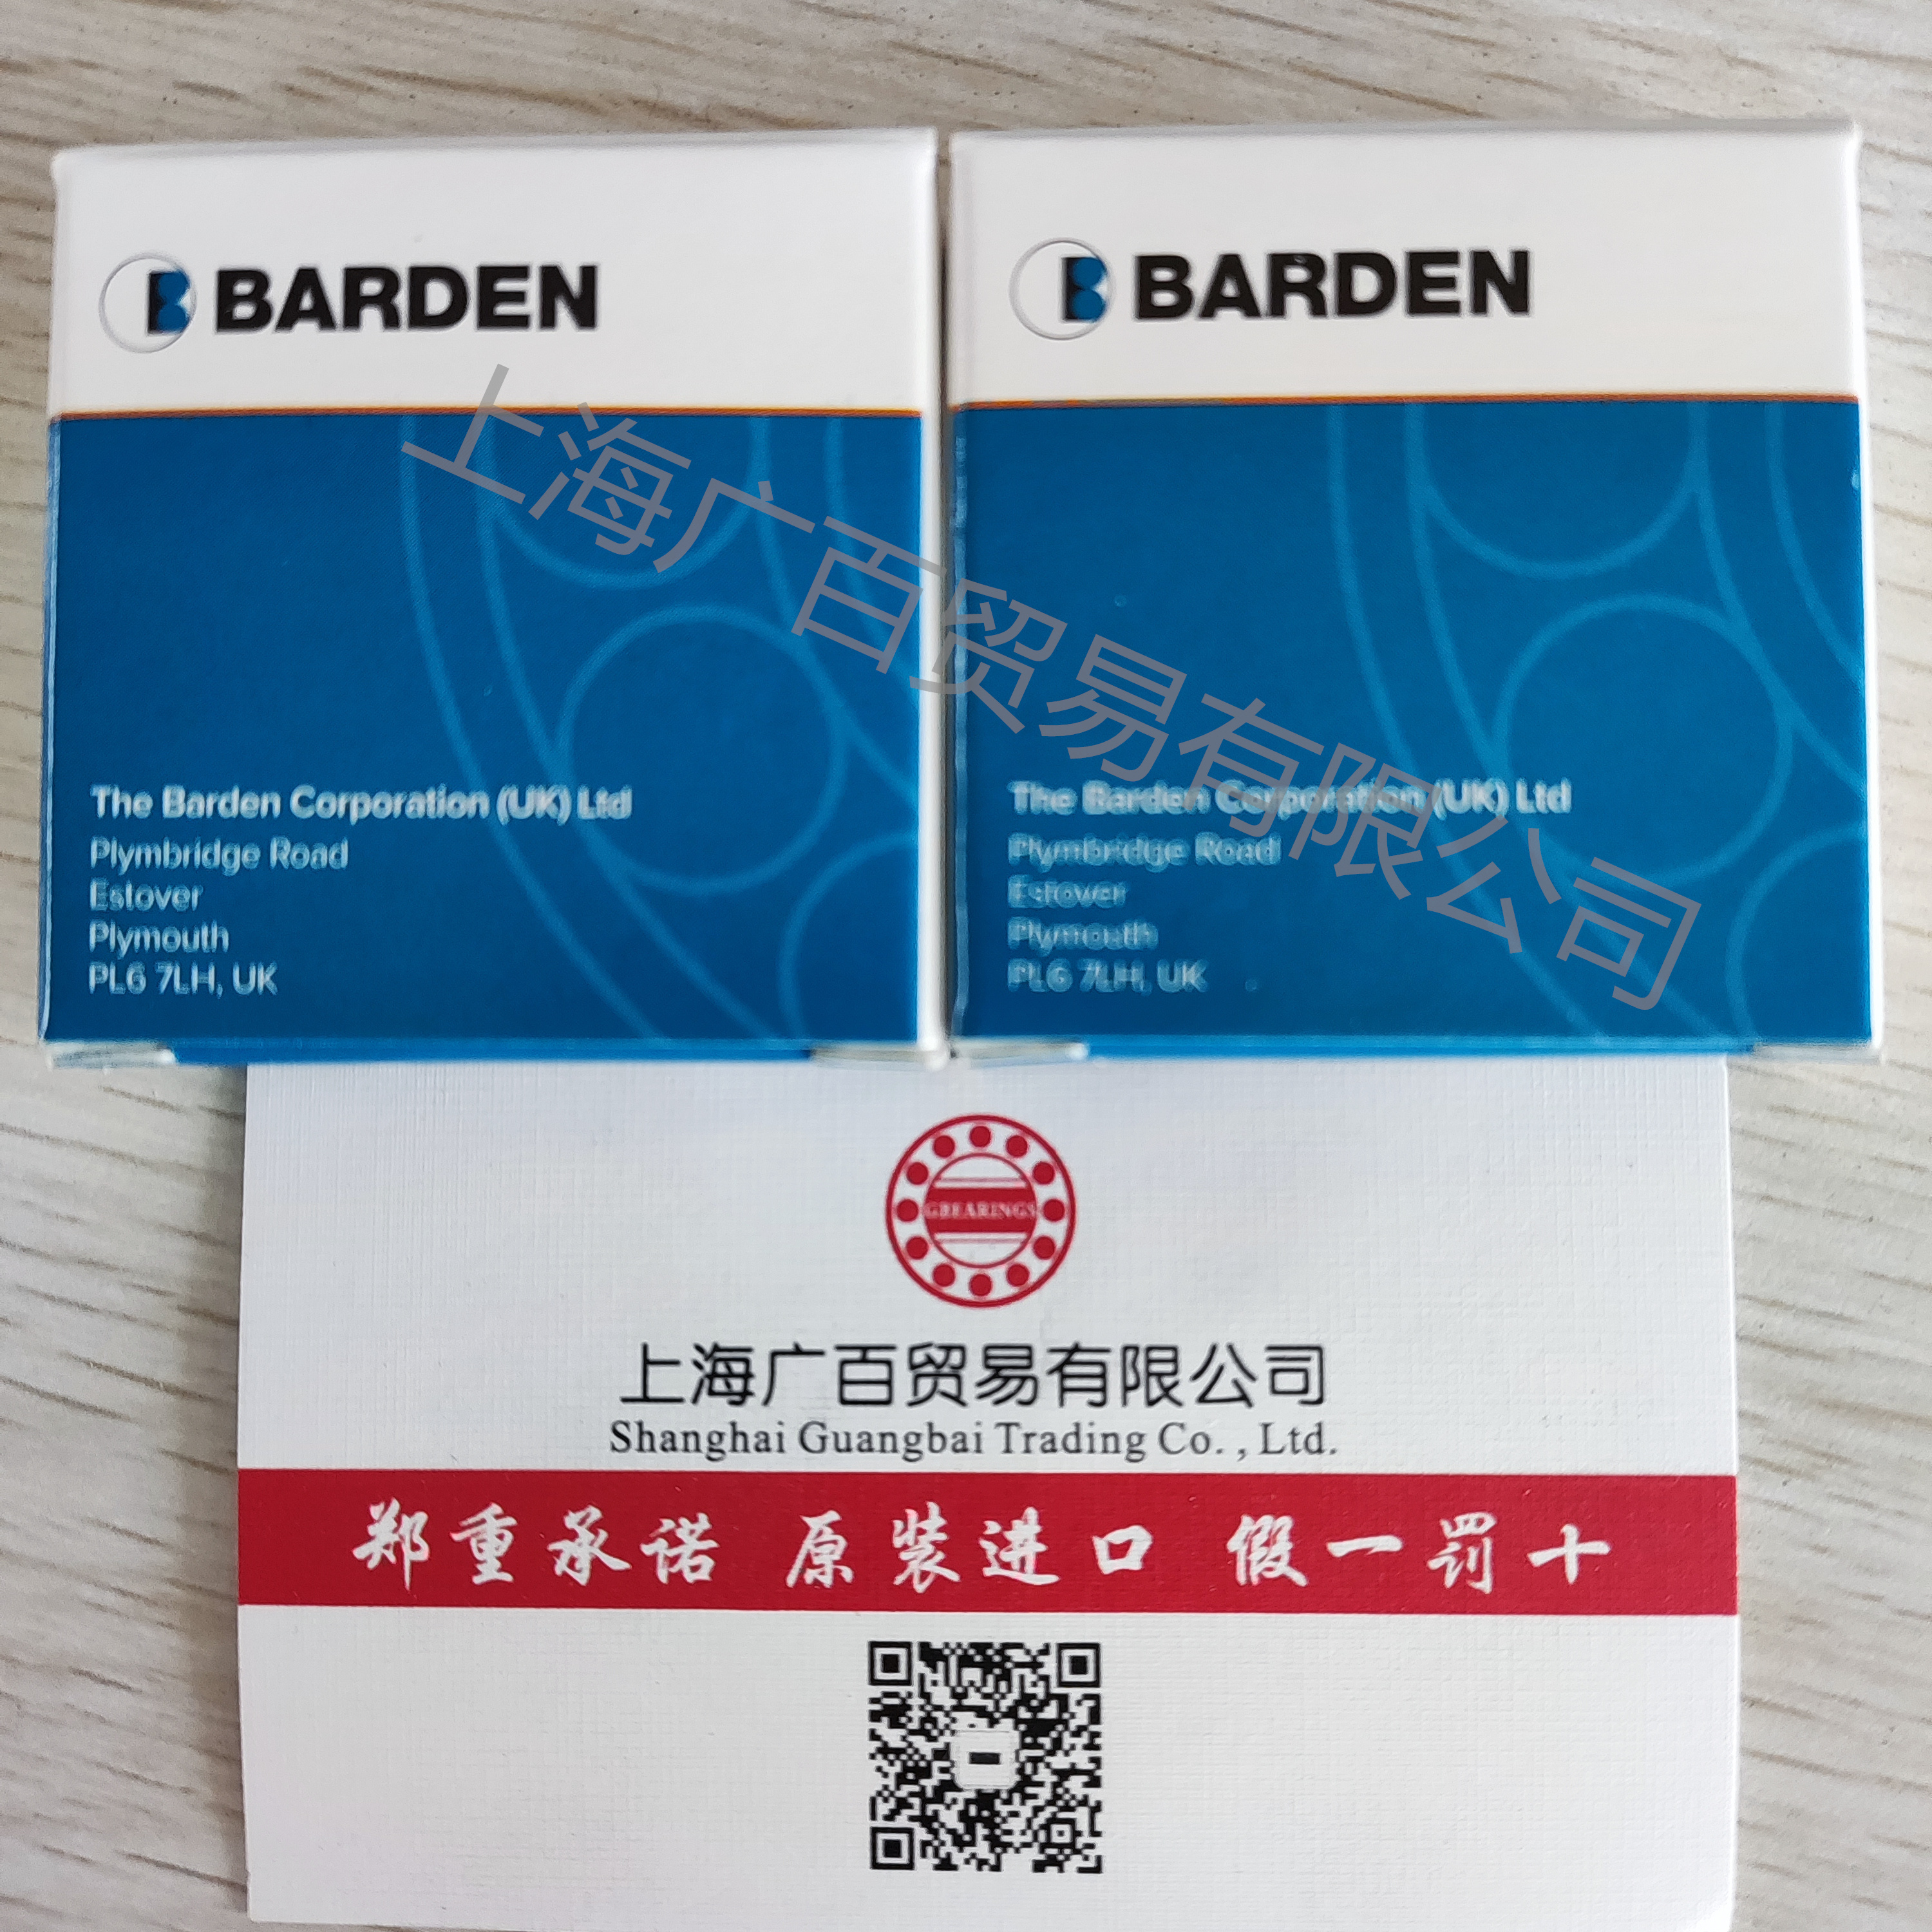 BARDEN
The Barden Corporation (UK) Ltd
Plymbridge Road
Estover
Plymouth
PL6 7LH, UK
BARDEN
The Barden Corporation (UK) Ltd
Plymbridge Road
Estover
Plymouth
PL6 7LH, UK
上海广百贸易有限公司
GBEARINGS
上海广百贸易有限公司
Shanghai Guangbai Trading Co. , Ltd.
郑重承诺 原装进口 假一罚十